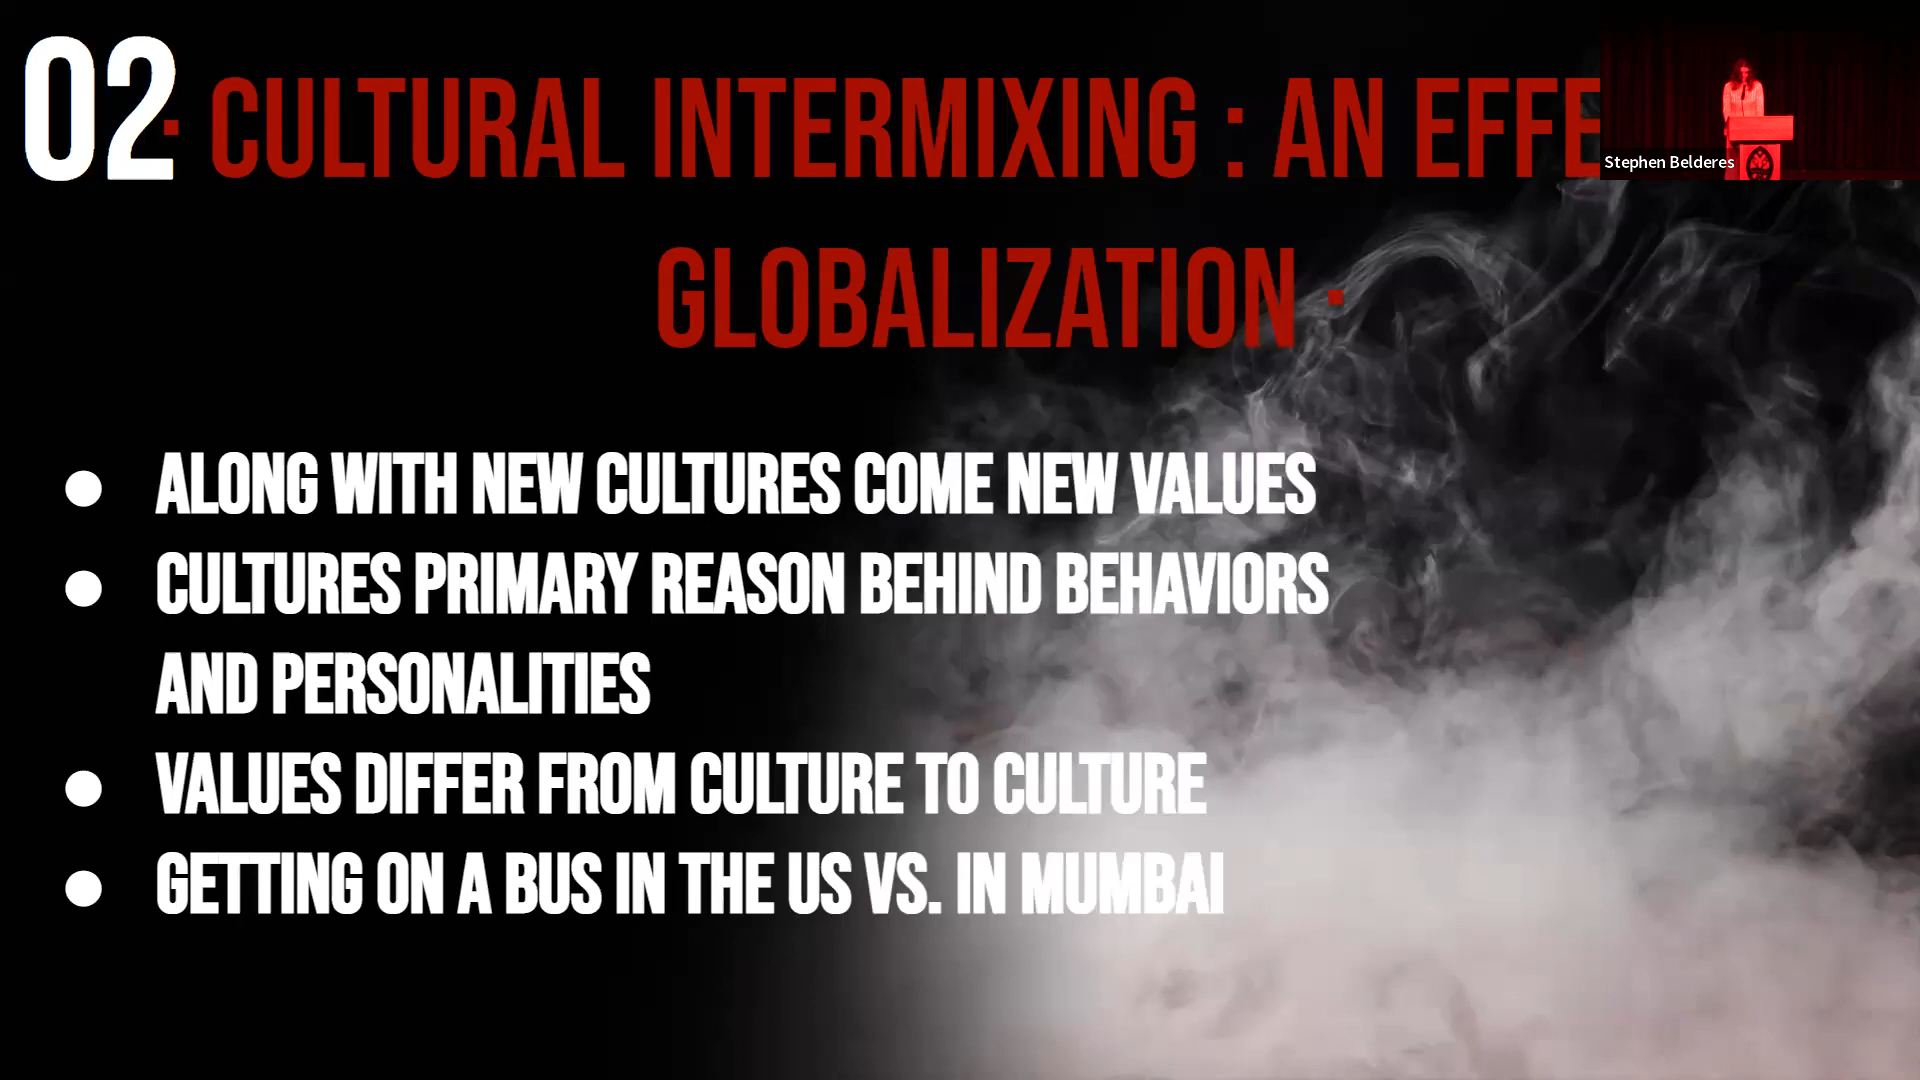 02
· CULTURAL INTERMIXING : AN EFFE
GLOBALIZATION ·
Stephen Belderes
● ALONG WITH NEW CULTURES COME NEW VALUES
● CULTURES PRIMARY REASON BEHIND BEHAVIORS
AND PERSONALITIES
● VALUES DIFFER FROM CULTURE TO CULTURE
● GETTING ON A BUS IN THE US VS. IN MUMBAI